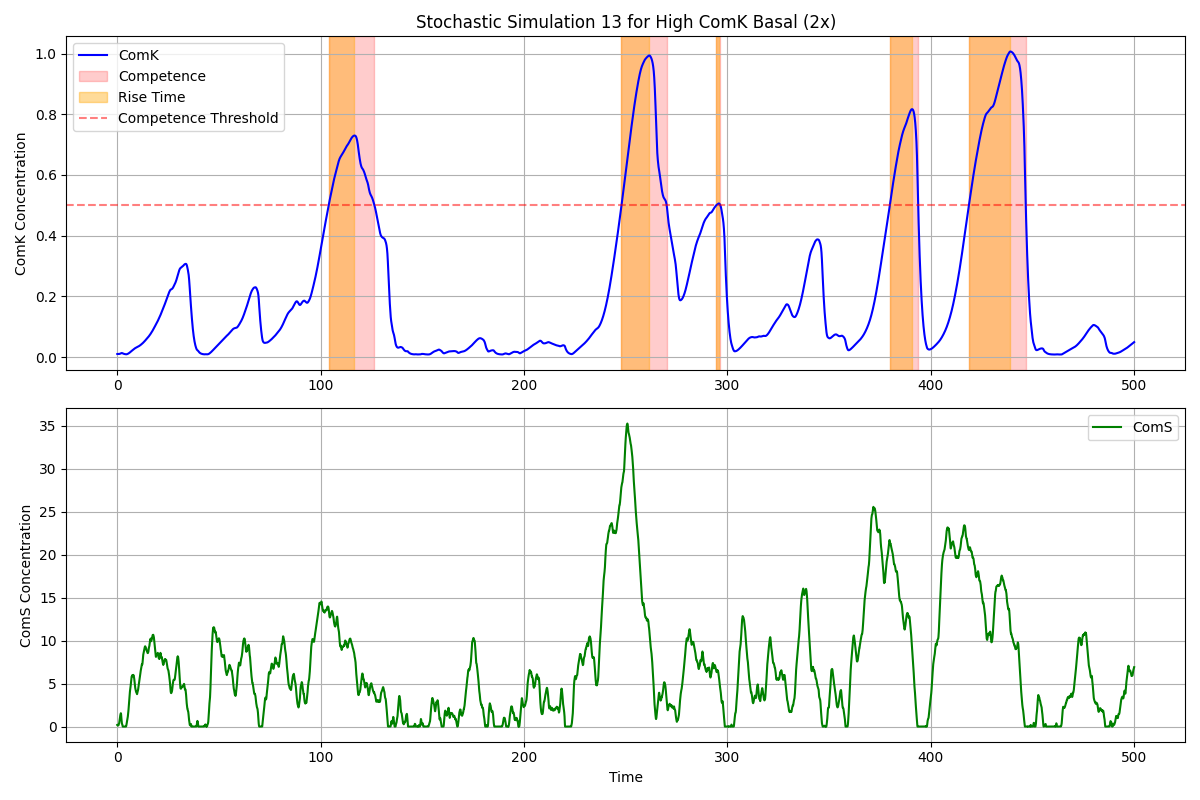 Stochastic Simulation 13 for High ComK Basal (2x)
ComK Concentration
1.0
0.8
0.6
0.4
0.2
0.0
ComK
Competence
Rise Time
Competence Threshold
0 100 200 300 400 500
ComS Concentration
35
30
25
20
15
10
5
0
ComS
0 100 200 300 400 500
Time